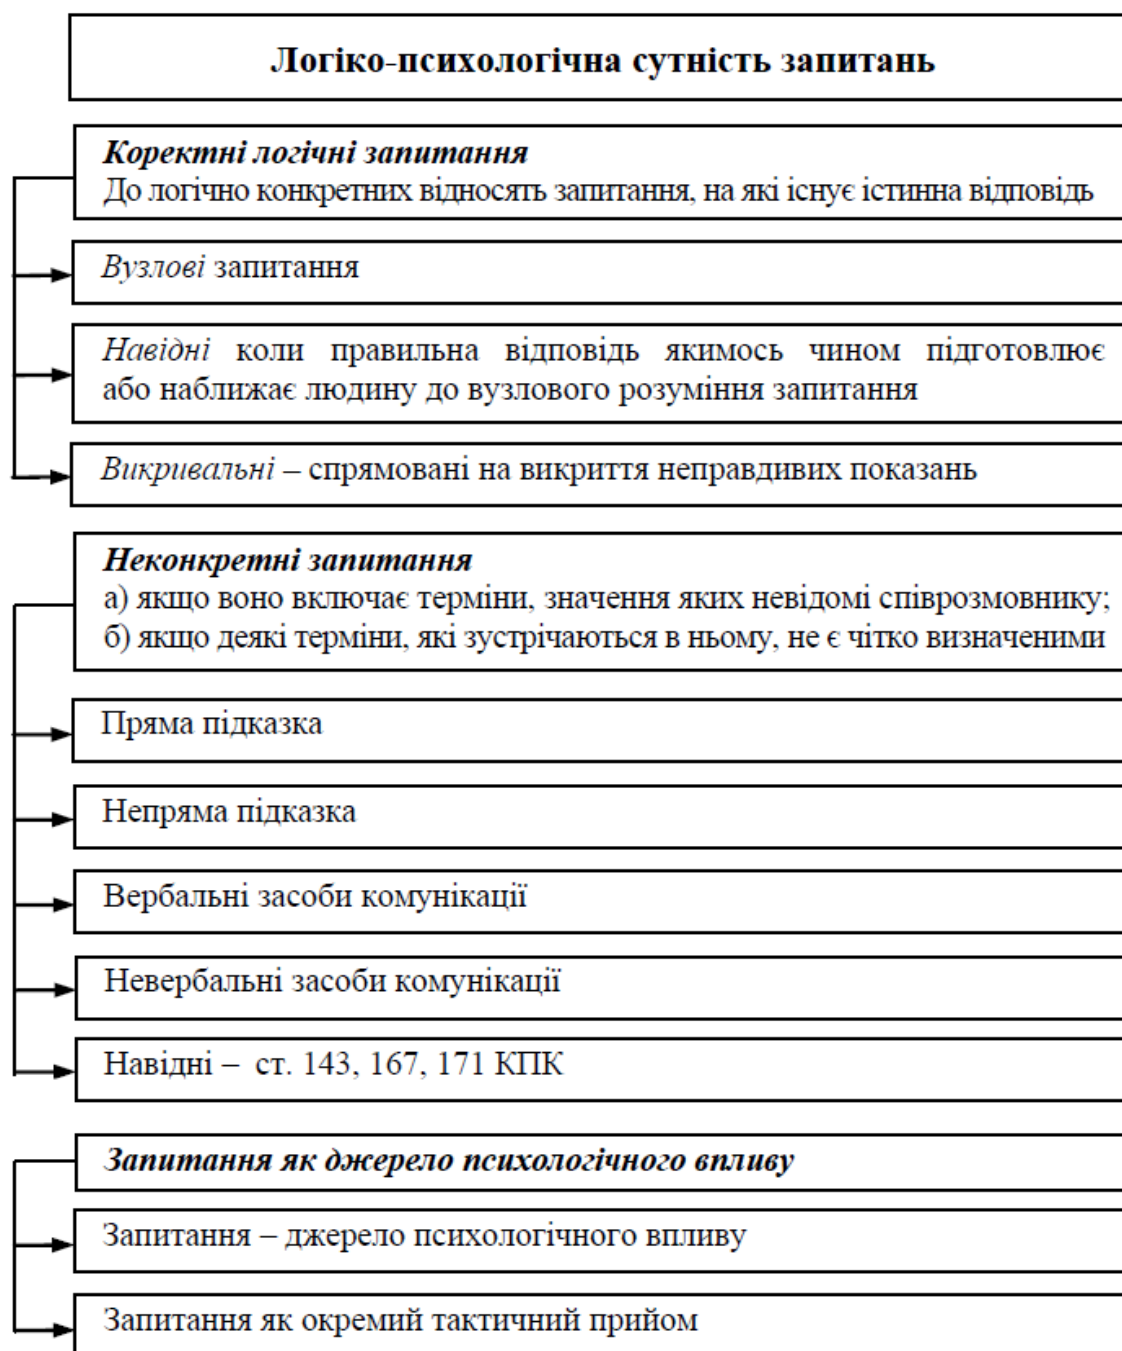 Логіко-психологічна сутність запитань
Коректні логічні запитання
До логічно конкретних відносять запитання, на які існує істинна відповідь
Вузлові запитання
Навідні коли правильна відповідь якимось чином підготовлює
або наближає людину до вузлового розуміння запитання
Викривальні – спрямовані на викриття неправдивих показань
Неконкретні запитання
а) якщо воно включає терміни, значення яких невідомі співрозмовнику;
б) якщо деякі терміни, які зустрічаються в ньому, не є чітко визначеними
Пряма підказка
Непряма підказка
Вербальні засоби комунікації
Невербальні засоби комунікації
Навідні – ст. 143, 167, 171 КПК
Запитання як джерело психологічного впливу
Запитання – джерело психологічного впливу
Запитання як окремий тактичний прийом